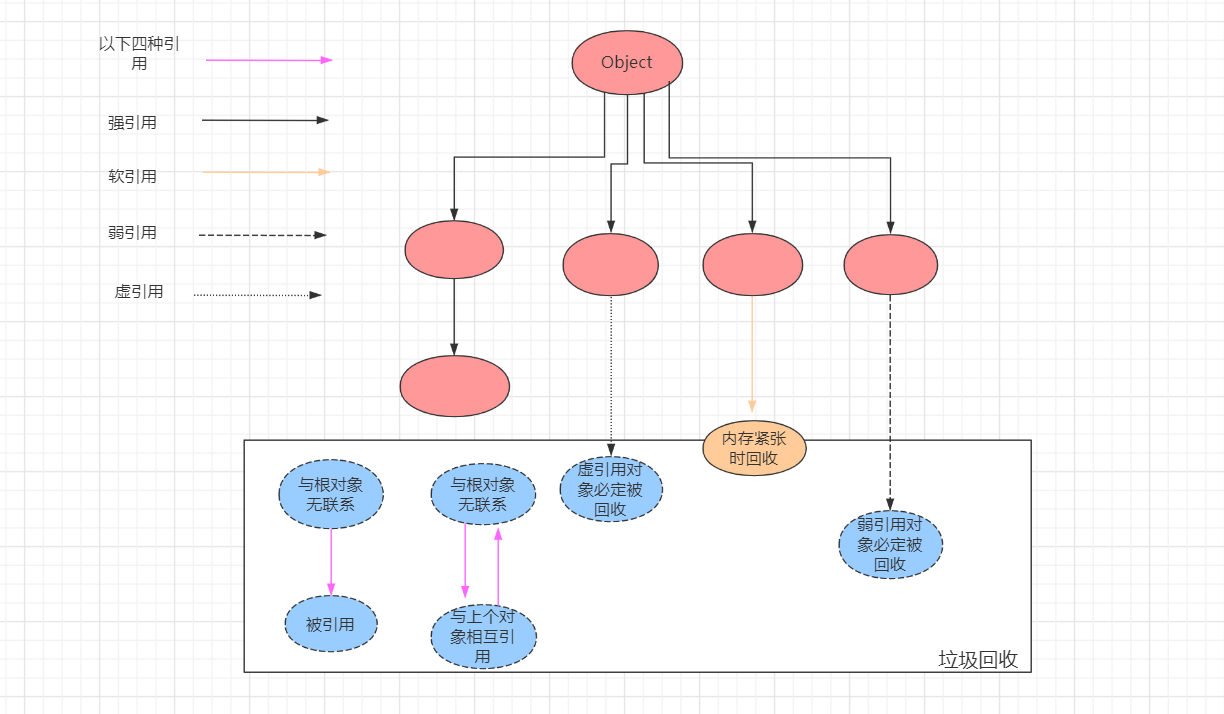 以下四种引
用
强引用
软引用
弱引用
虚引用
Object
内存紧张
时回收
与根对象
无联系
与根对象
无联系
虚引用对
象必定被
回收
弱引用对
象必定被
回收
被引用
与上个对
象相互引
用
垃圾回收